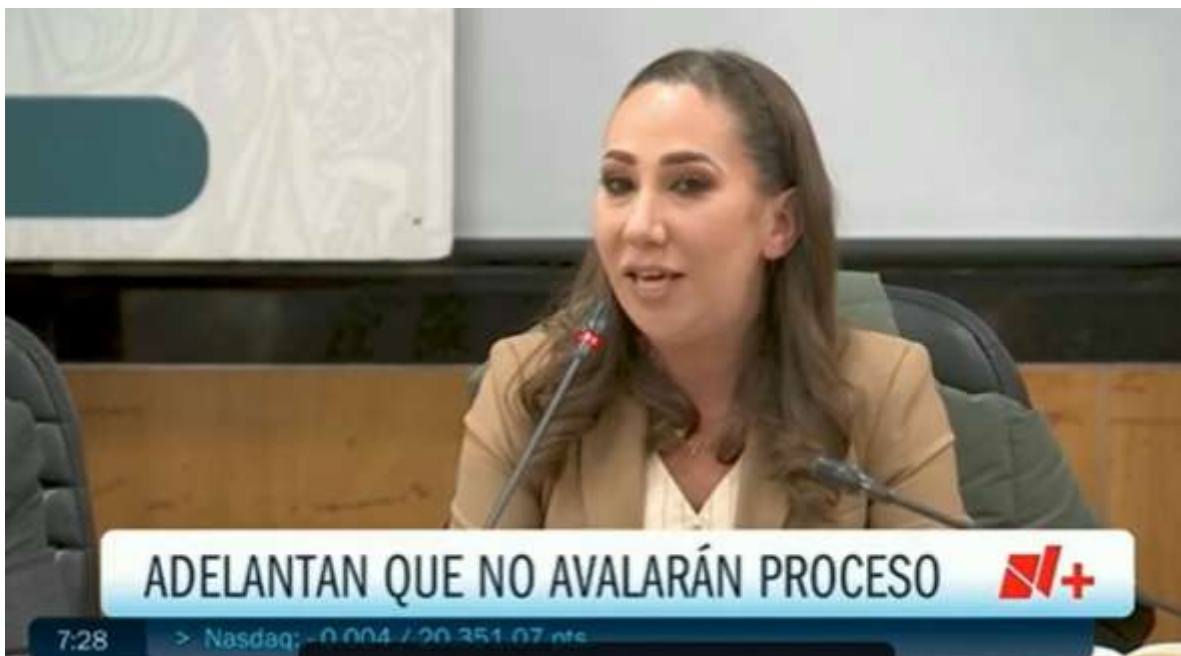 ADELANTAN QUE NO AVALARÁN PROCESO
N+
7:28 > Nasdaq: - 0.004 / 20,351.07 pts